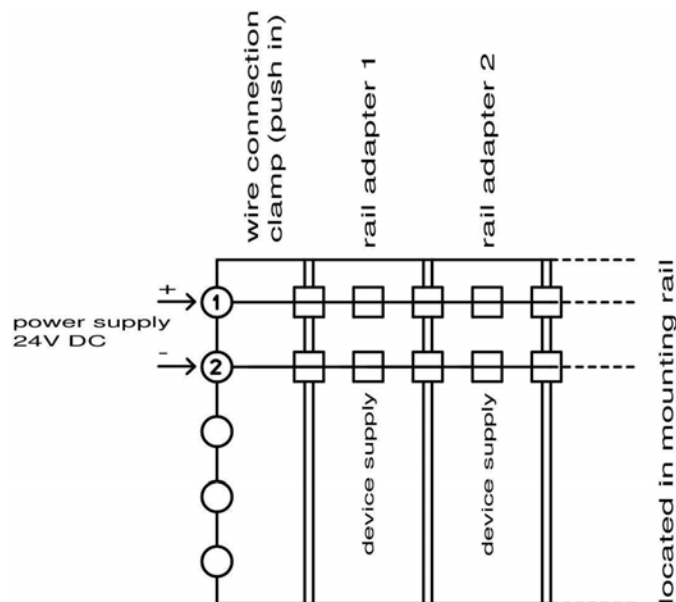 wire connection
clamp (push in)
rail adapter 1
rail adapter 2
+
1
power supply
24V DC
-
2
device supply
device supply
located in mounting rail